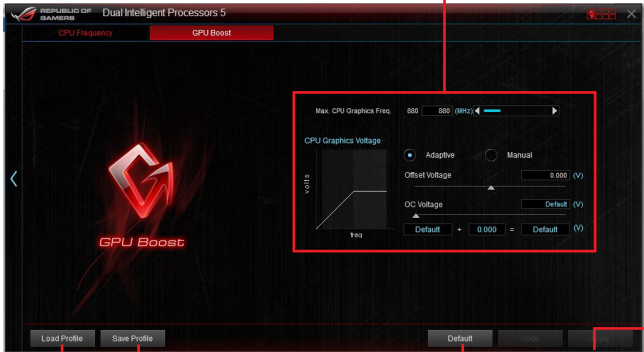 REPUBLIC OF
GAMERS
Dual Intelligent Processors 5
CPU Frequency
GPU Boost
Max. CPU Graphics Freq. 880 880 (MHz)
CPU Graphics Voltage
Adaptive
Manual
volts
freq
Offset Voltage 0.000 (V)
OC Voltage Default (V)
Default + 0.000 = Default (V)
GPU Boost
Load Profile
Save Profile
Default
Undo